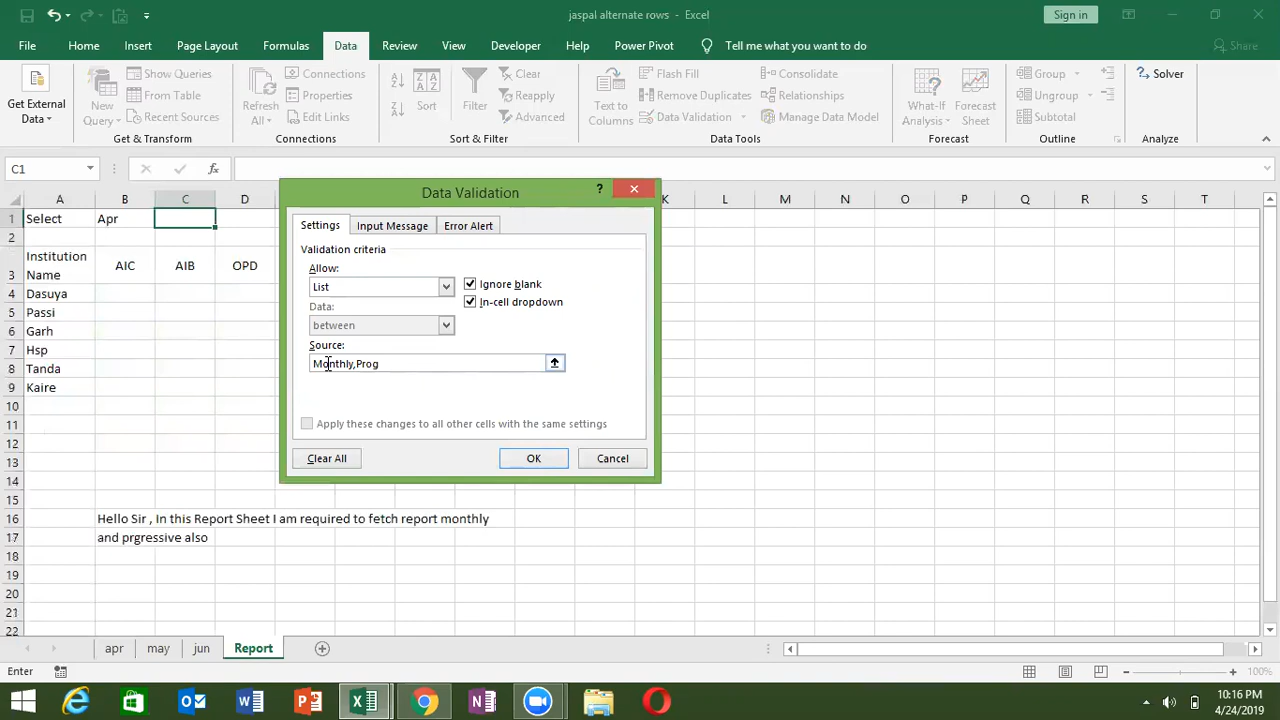 jaspal alternate rows - Excel
Sign in
File Home Insert Page Layout Formulas Data Review View Developer Help Power Pivot Tell me what you want to do Share
Get External Data
New Query
Show Queries
From Table
Recent Sources
Get & Transform
Refresh All
Connections
Properties
Edit Links
Connections
Sort
Filter
Clear
Reapply
Advanced
Sort & Filter
Text to Columns
Flash Fill
Remove Duplicates
Data Validation
Consolidate
Relationships
Manage Data Model
Data Tools
What-If Analysis
Forecast Sheet
Forecast
Group
Ungroup
Subtotal
Outline
Solver
Analyze
C1
fx
A B C D K L M N O P Q R S T
1 Select Apr
2
3 Institution Name AIC AIB OPD
4 Dasuya
5 Passi
6 Garh
7 Hsp
8 Tanda
9 Kaire
10
11
12
13
14
15
16 Hello Sir , In this Report Sheet I am required to fetch report monthly
17 and prgressive also
18
19
20
21
22
Data Validation
?
Settings Input Message Error Alert
Validation criteria
Allow:
List
Ignore blank
In-cell dropdown
Data:
between
Source:
Monthly,Prog
Apply these changes to all other cells with the same settings
Clear All OK Cancel
apr may jun Report
Enter
100%
10:16 PM
4/24/2019